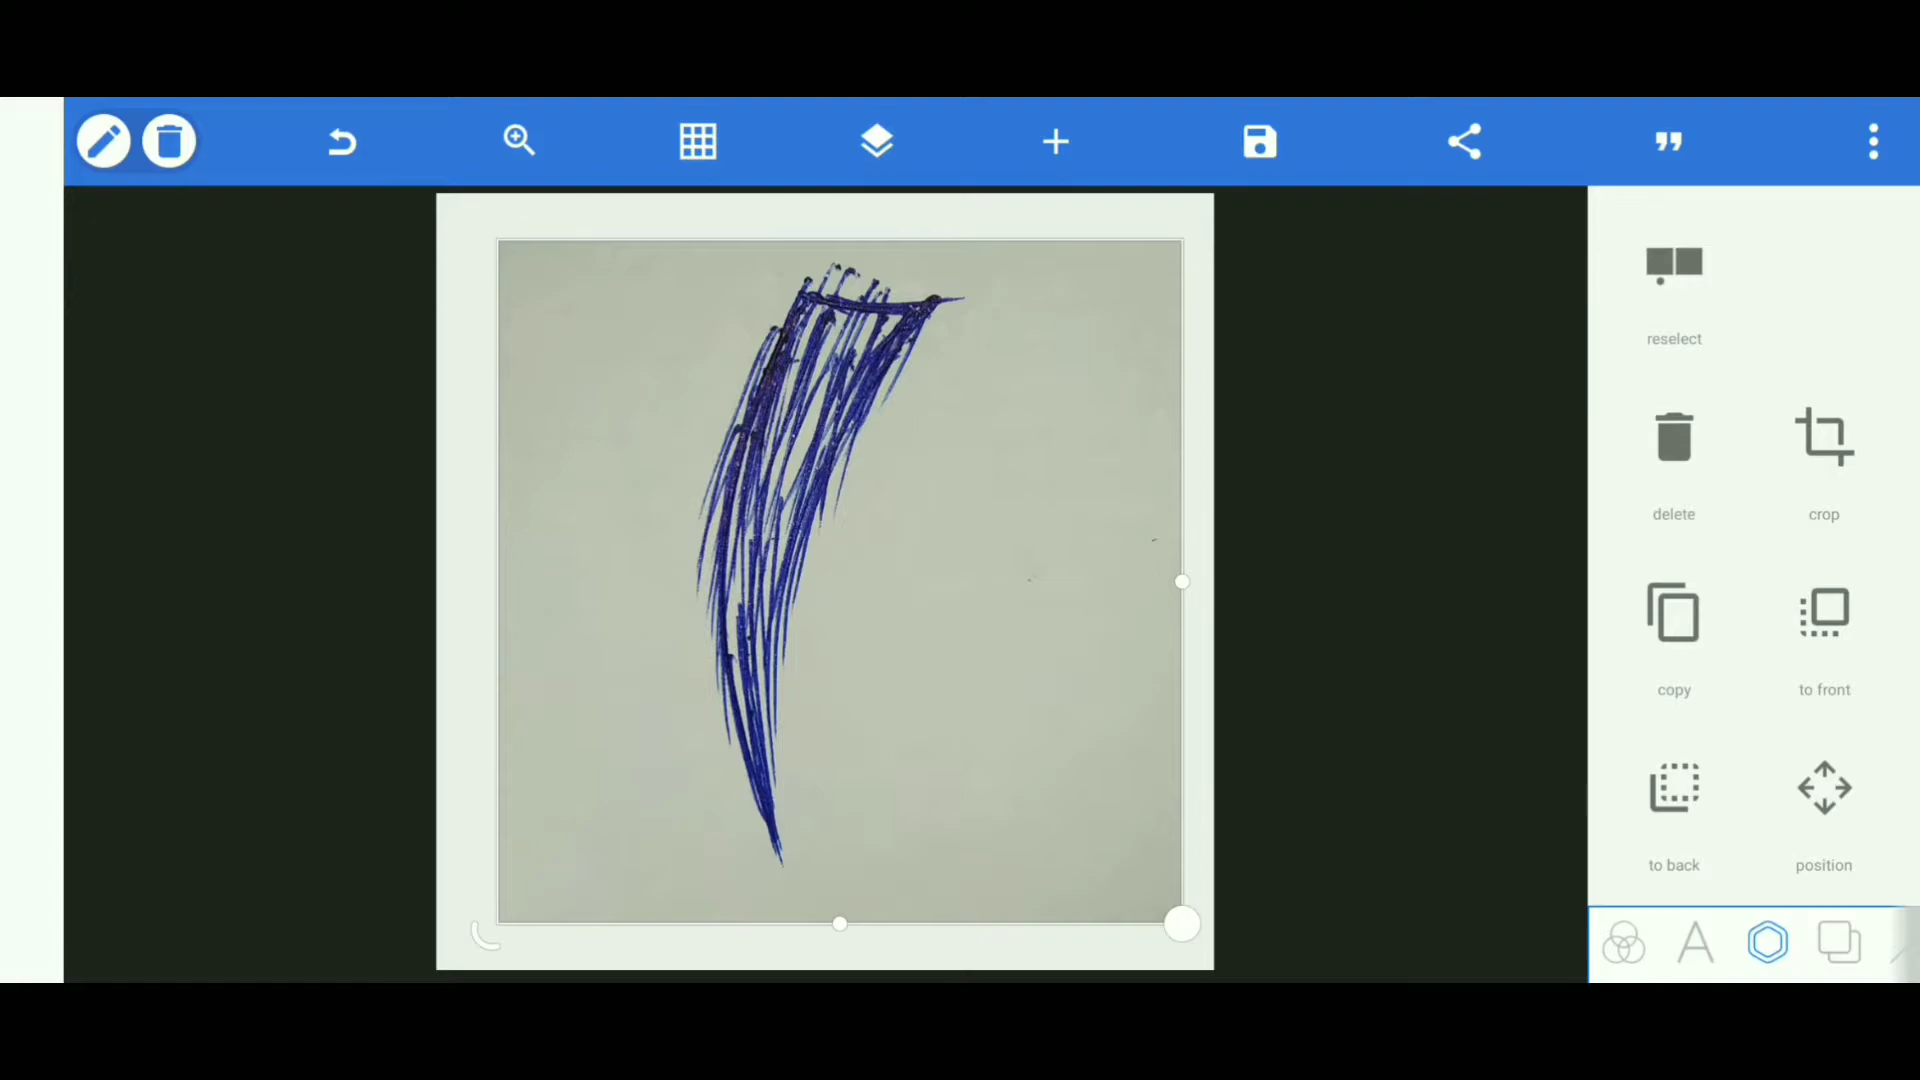 reselect
delete
crop
copy
to front
to back
position